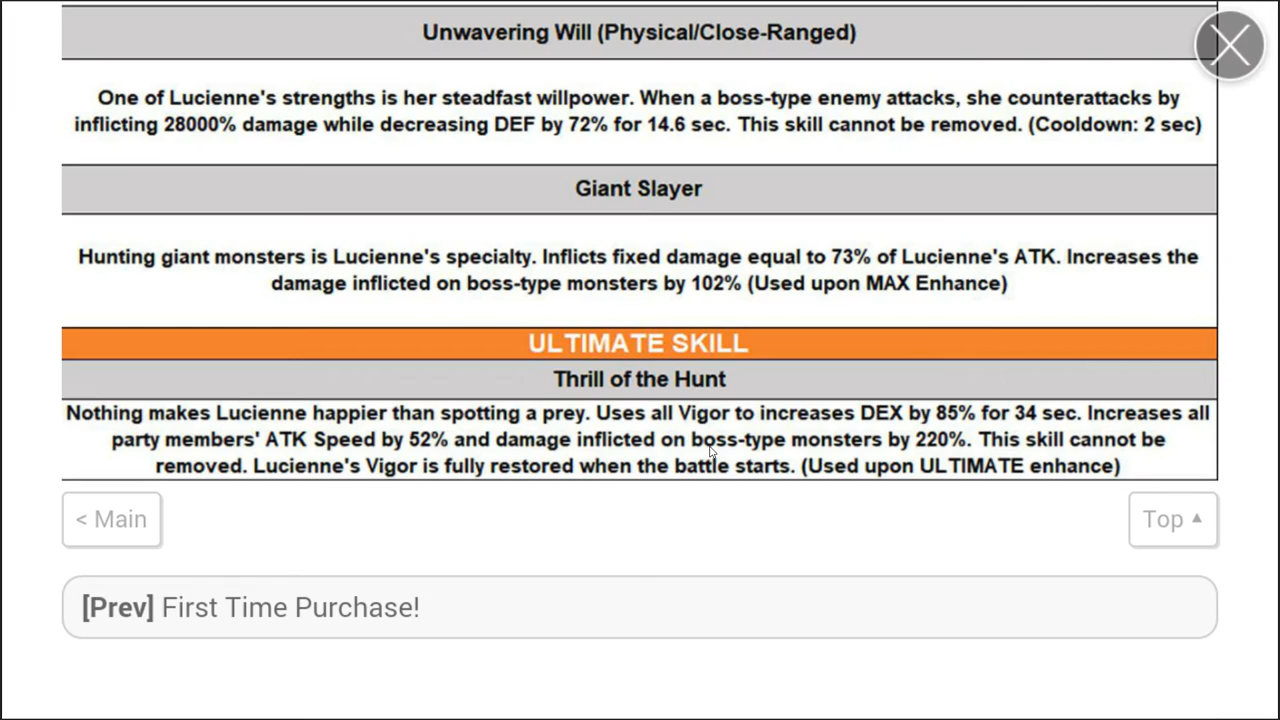 Unwavering Will (Physical/Close-Ranged)
One of Lucienne's strengths is her steadfast willpower. When a boss-type enemy attacks, she counterattacks by
inflicting 28000% damage while decreasing DEF by 72% for 14.6 sec. This skill cannot be removed. (Cooldown: 2 sec)
Giant Slayer
Hunting giant monsters is Lucienne's specialty. Inflicts fixed damage equal to 73% of Lucienne's ATK. Increases the
damage inflicted on boss-type monsters by 102% (Used upon MAX Enhance)
ULTIMATE SKILL
Thrill of the Hunt
Nothing makes Lucienne happier than spotting a prey. Uses all Vigor to increases DEX by 85% for 34 sec. Increases all
party members' ATK Speed by 52% and damage inflicted on boss-type monsters by 220%. This skill cannot be
removed. Lucienne's Vigor is fully restored when the battle starts. (Used upon ULTIMATE enhance)
< Main
Top ▲
[Prev] First Time Purchase!